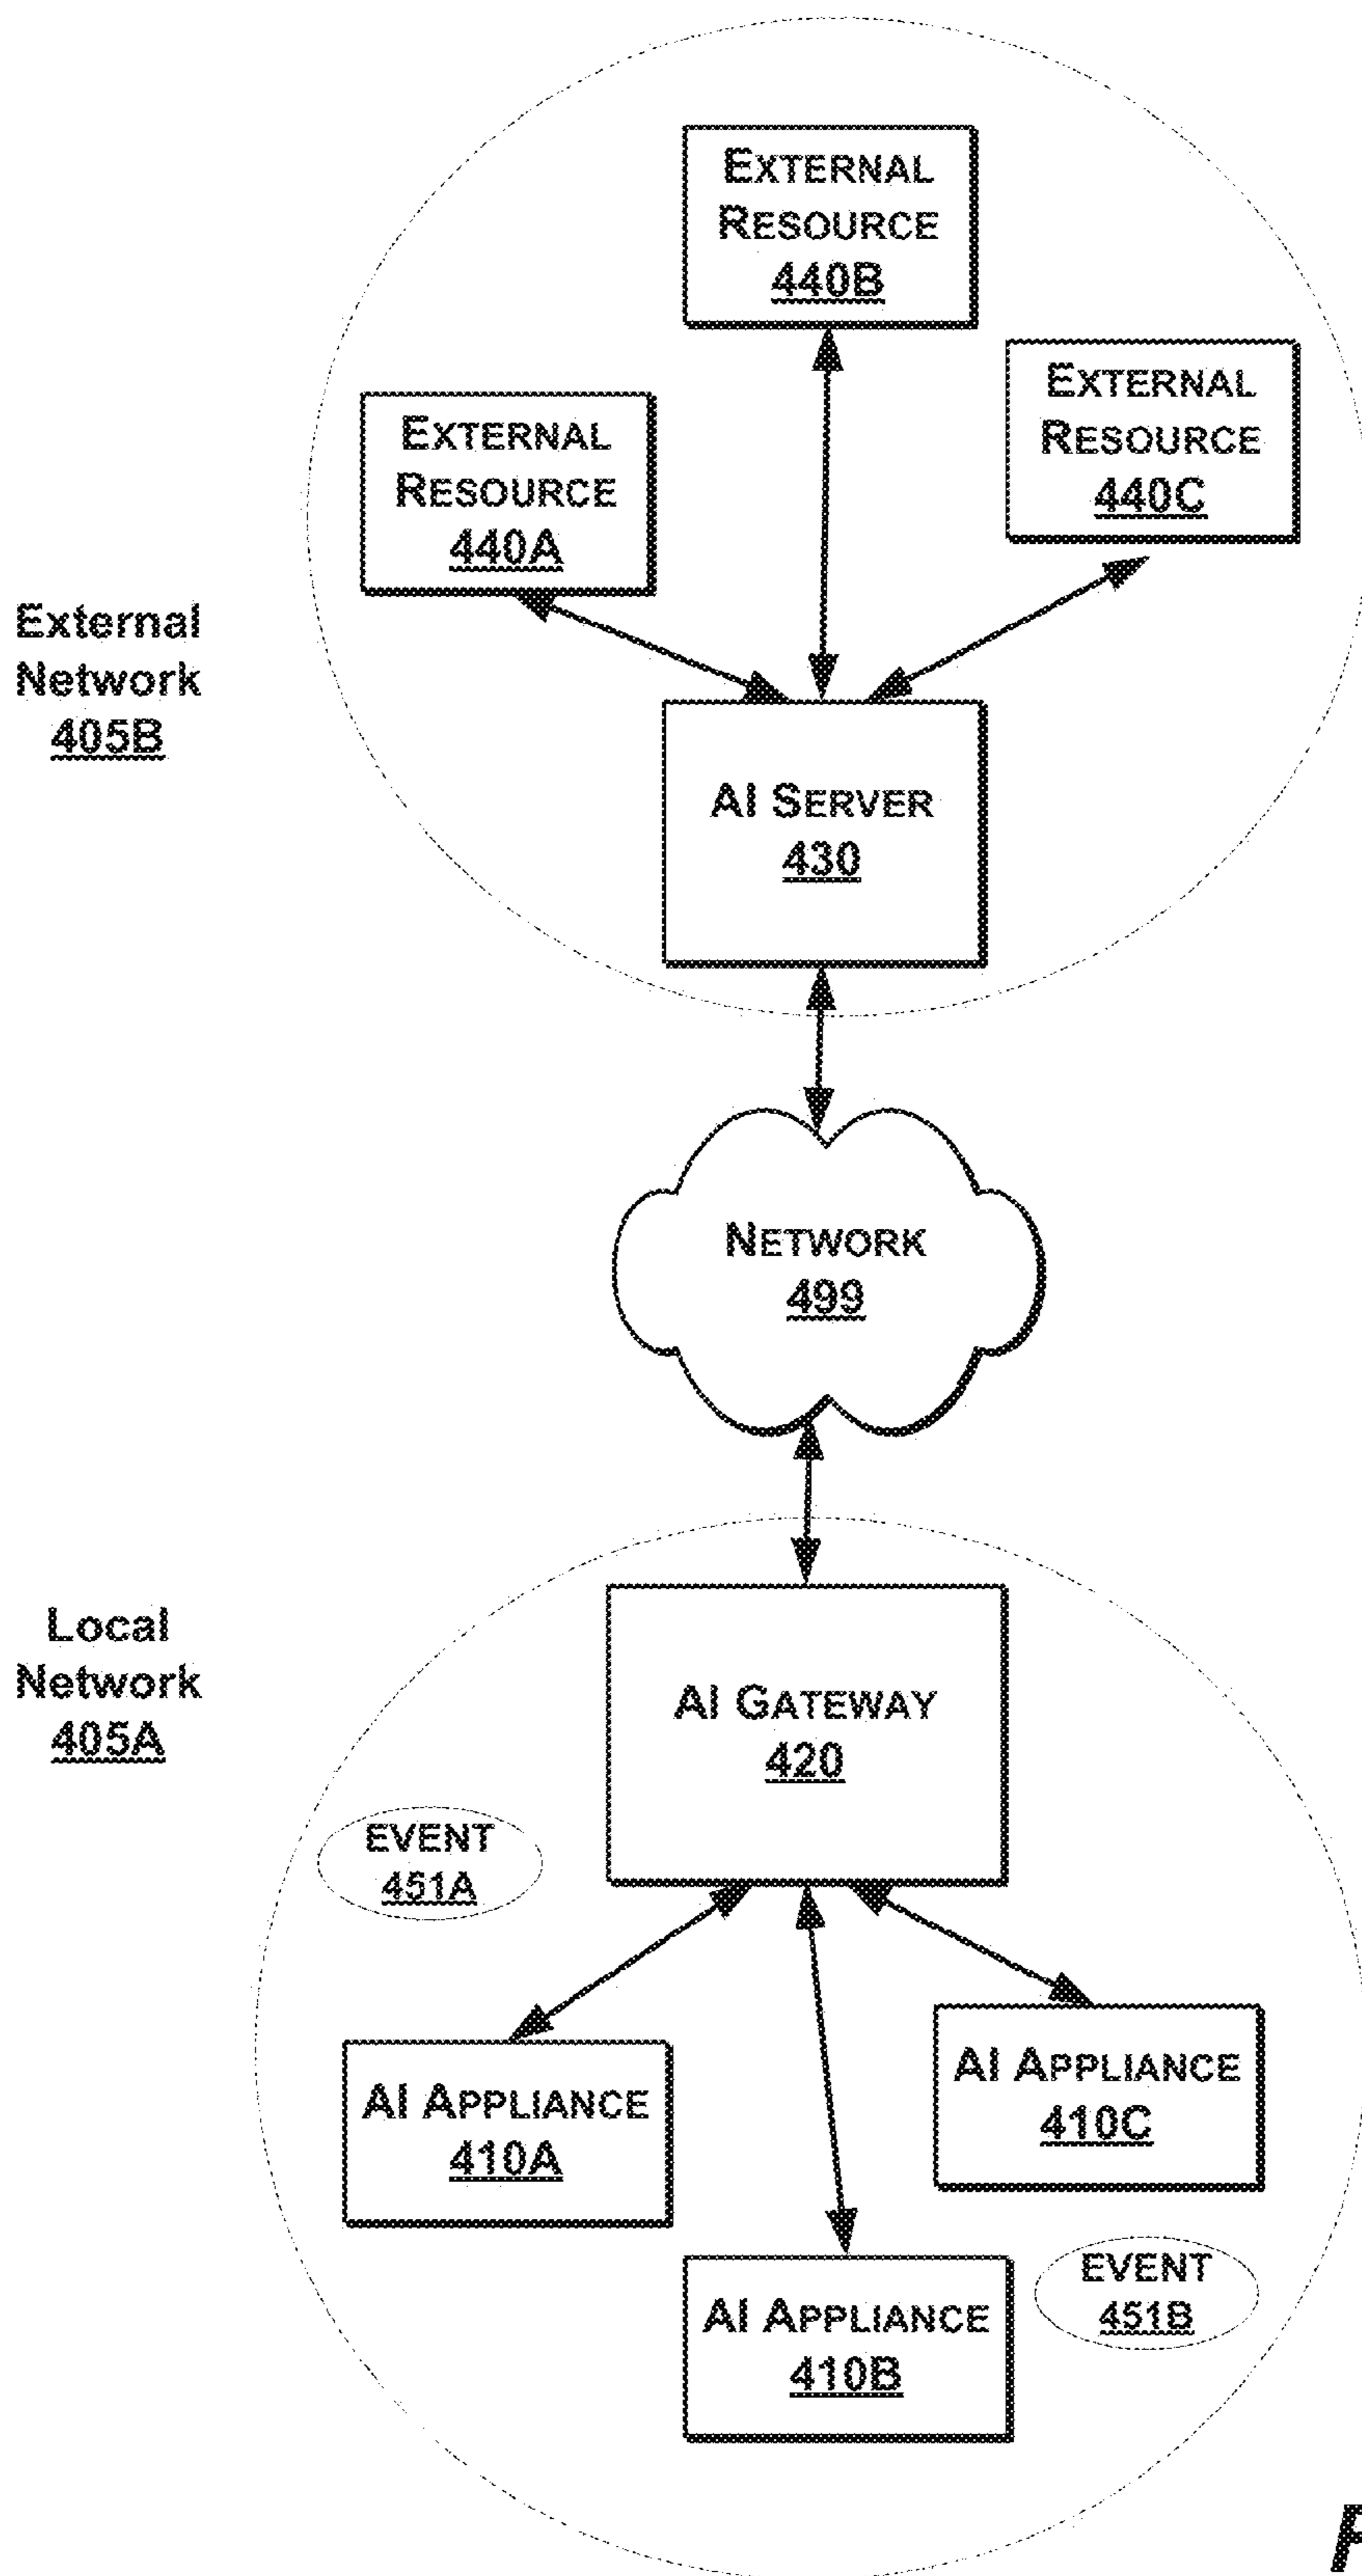 EXTERNAL
RESOURCE
440B
EXTERNAL
RESOURCE
440C
EXTERNAL
RESOURCE
440A
External
Network
405B
AI SERVER
430
NETWORK
499
Local
Network
405A
AI GATEWAY
420
EVENT
451A
AI APPLIANCE
410A
AI APPLIANCE
410C
AI APPLIANCE
410B
EVENT
451B